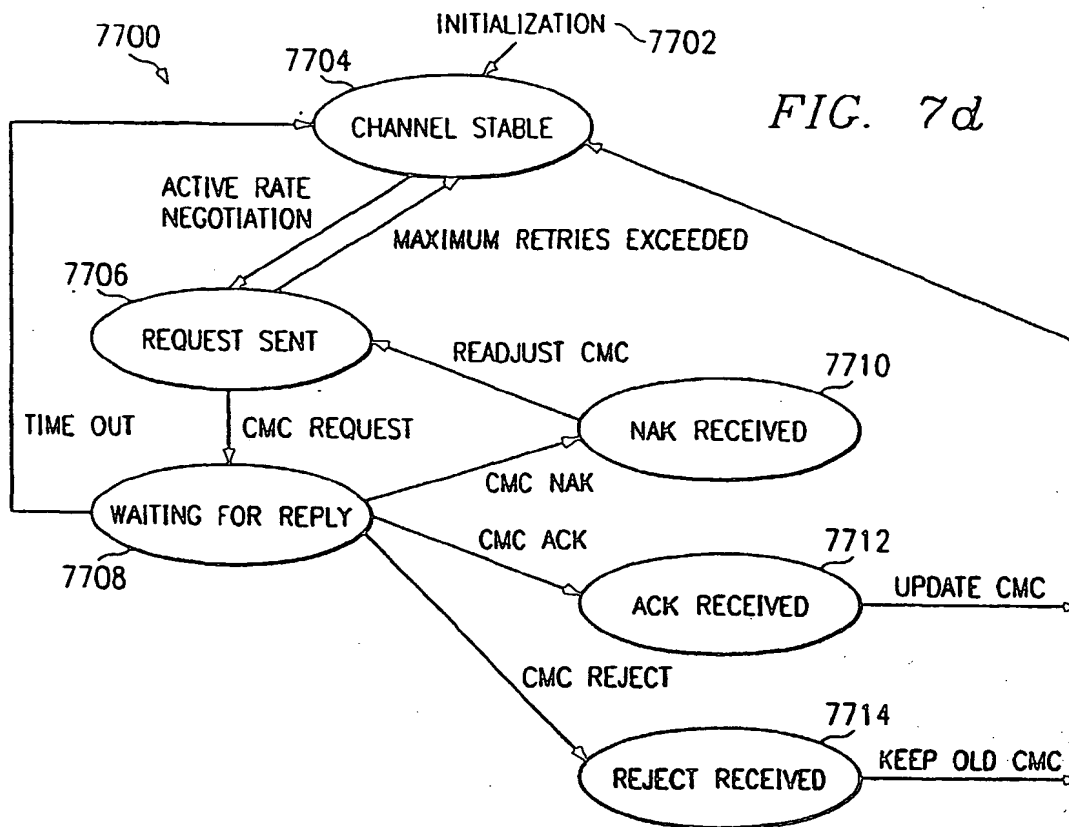 7700
INITIALIZATION
7702
7704
CHANNEL STABLE
FIG. 7d
ACTIVE RATE
NEGOTIATION
MAXIMUM RETRIES EXCEEDED
7706
REQUEST SENT
READJUST CMC
7710
TIME OUT
CMC REQUEST
NAK RECEIVED
CMC NAK
WAITING FOR REPLY
CMC ACK
7712
7708
ACK RECEIVED
UPDATE CMC
CMC REJECT
7714
REJECT RECEIVED
KEEP OLD CMC